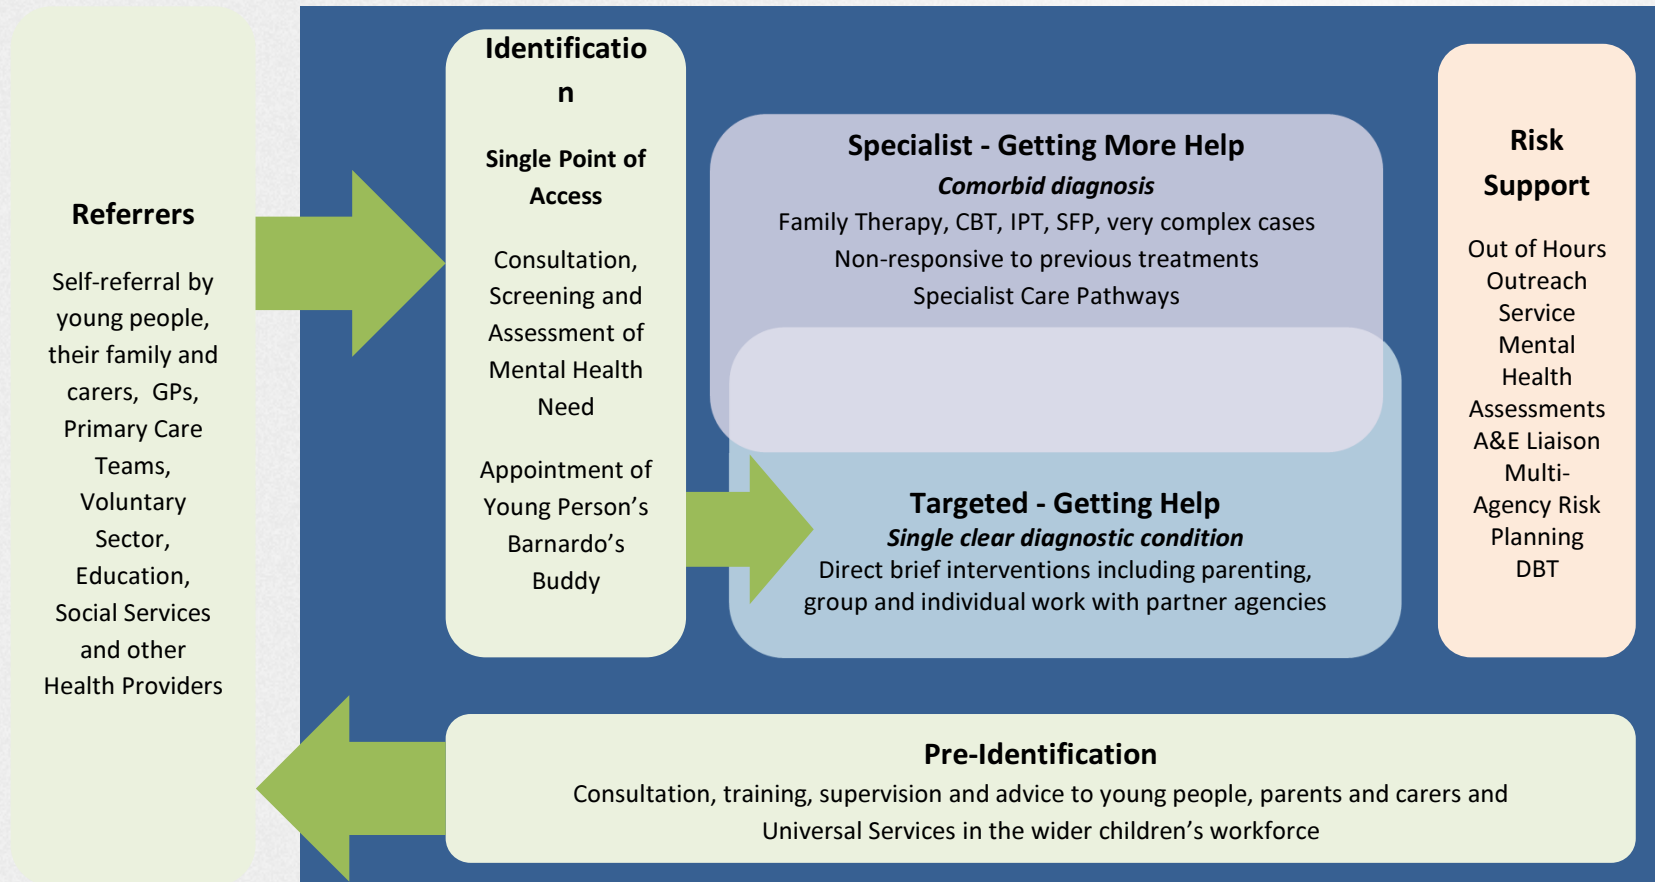 Referrers
Self-referral by
young people,
their family and
carers, GPs,
Primary Care
Teams,
Voluntary
Sector,
Education,
Social Services
and other
Health Providers
Identificatio
n
Single Point of
Access
Consultation,
Screening and
Assessment of
Mental Health
Need
Appointment of
Young Person’s
Barnardo’s
Buddy
Specialist - Getting More Help
Comorbid diagnosis
Family Therapy, CBT, IPT, SFP, very complex cases
Non-responsive to previous treatments
Specialist Care Pathways
Targeted - Getting Help
Single clear diagnostic condition
Direct brief interventions including parenting,
group and individual work with partner agencies
Risk
Support
Out of Hours
Outreach
Service
Mental
Health
Assessments
A&E Liaison
Multi-
Agency Risk
Planning
DBT
Pre-Identification
Consultation, training, supervision and advice to young people, parents and carers and
Universal Services in the wider children’s workforce